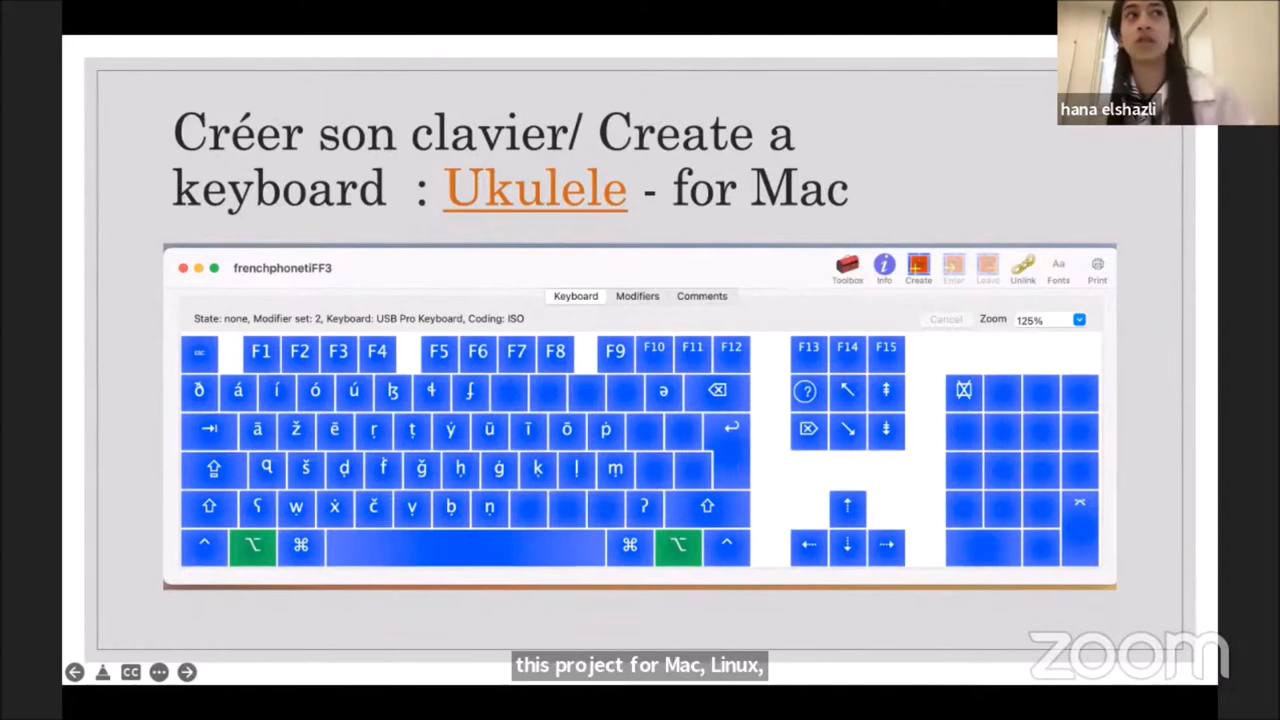 hana elshazli
Créer son clavier/ Create a
keyboard : Ukulele - for Mac
frenchphonetiFF3
Toolbox Info Create Enter Leave Unlink Fonts Print
Keyboard Modifiers Comments
State: none, Modifier set: 2, Keyboard: USB Pro Keyboard, Coding: ISO
Cancel Zoom 125%
esc F1 F2 F3 F4 F5 F6 F7 F8 F9 F10 F11 F12 F13 F14 F15
ð á í ó ú ə
ā ž ē ṛ ṭ ẏ ū ī ō ṗ
q š ḍ ğ ḥ ġ ḳ ḷ ṃ
ʕ ẉ ẋ č ṿ ḅ ṇ ʔ
this project for Mac, Linux,
CC
zoom